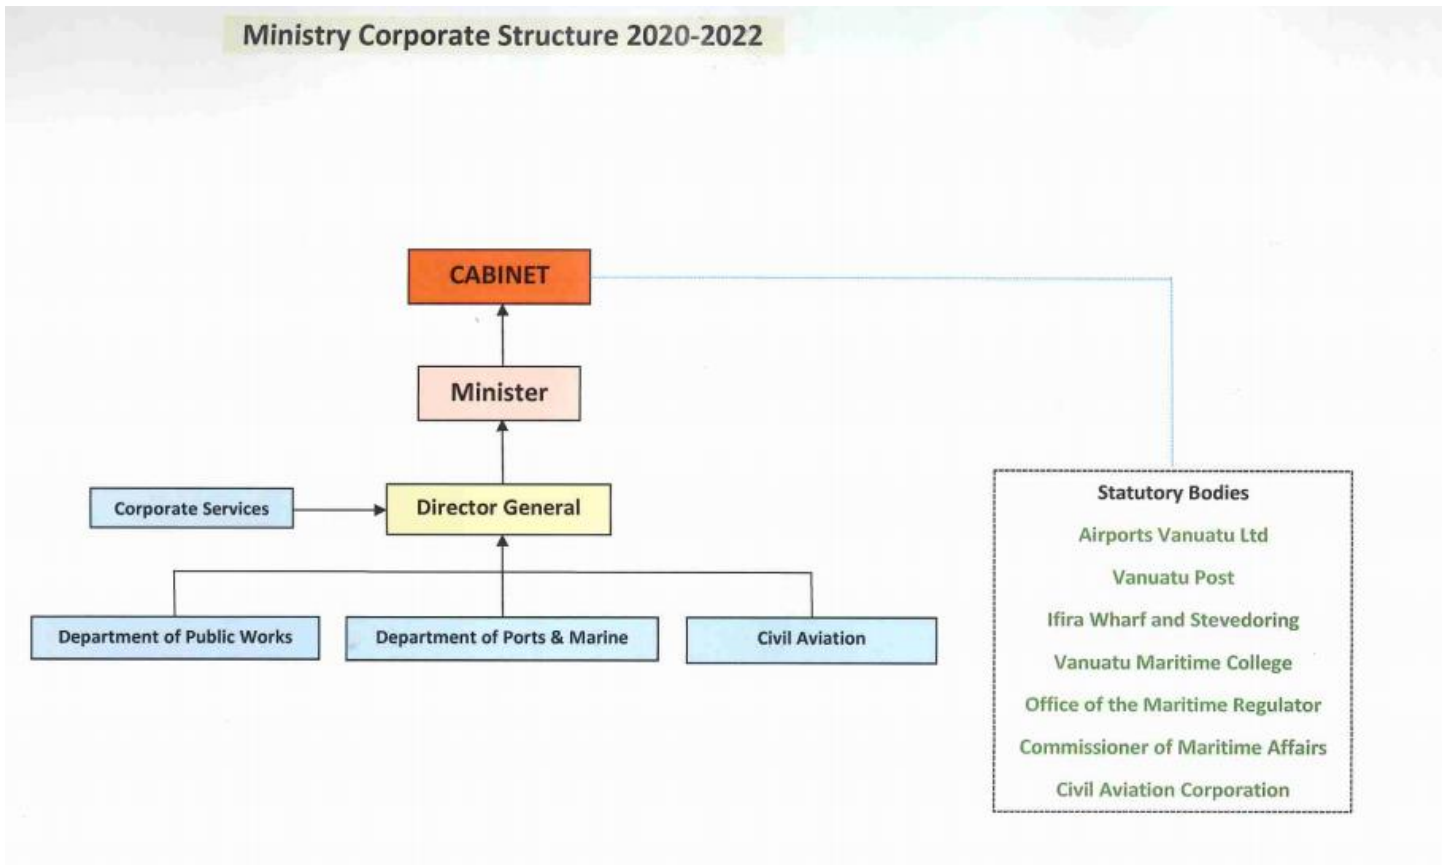 Ministry Corporate Structure 2020-2022
CABINET
Minister
Corporate Services
Director General
Department of Public Works
Department of Ports & Marine
Civil Aviation
Statutory Bodies
Airports Vanuatu Ltd
Vanuatu Post
Ifira Wharf and Stevedoring
Vanuatu Maritime College
Office of the Maritime Regulator
Commissioner of Maritime Affairs
Civil Aviation Corporation